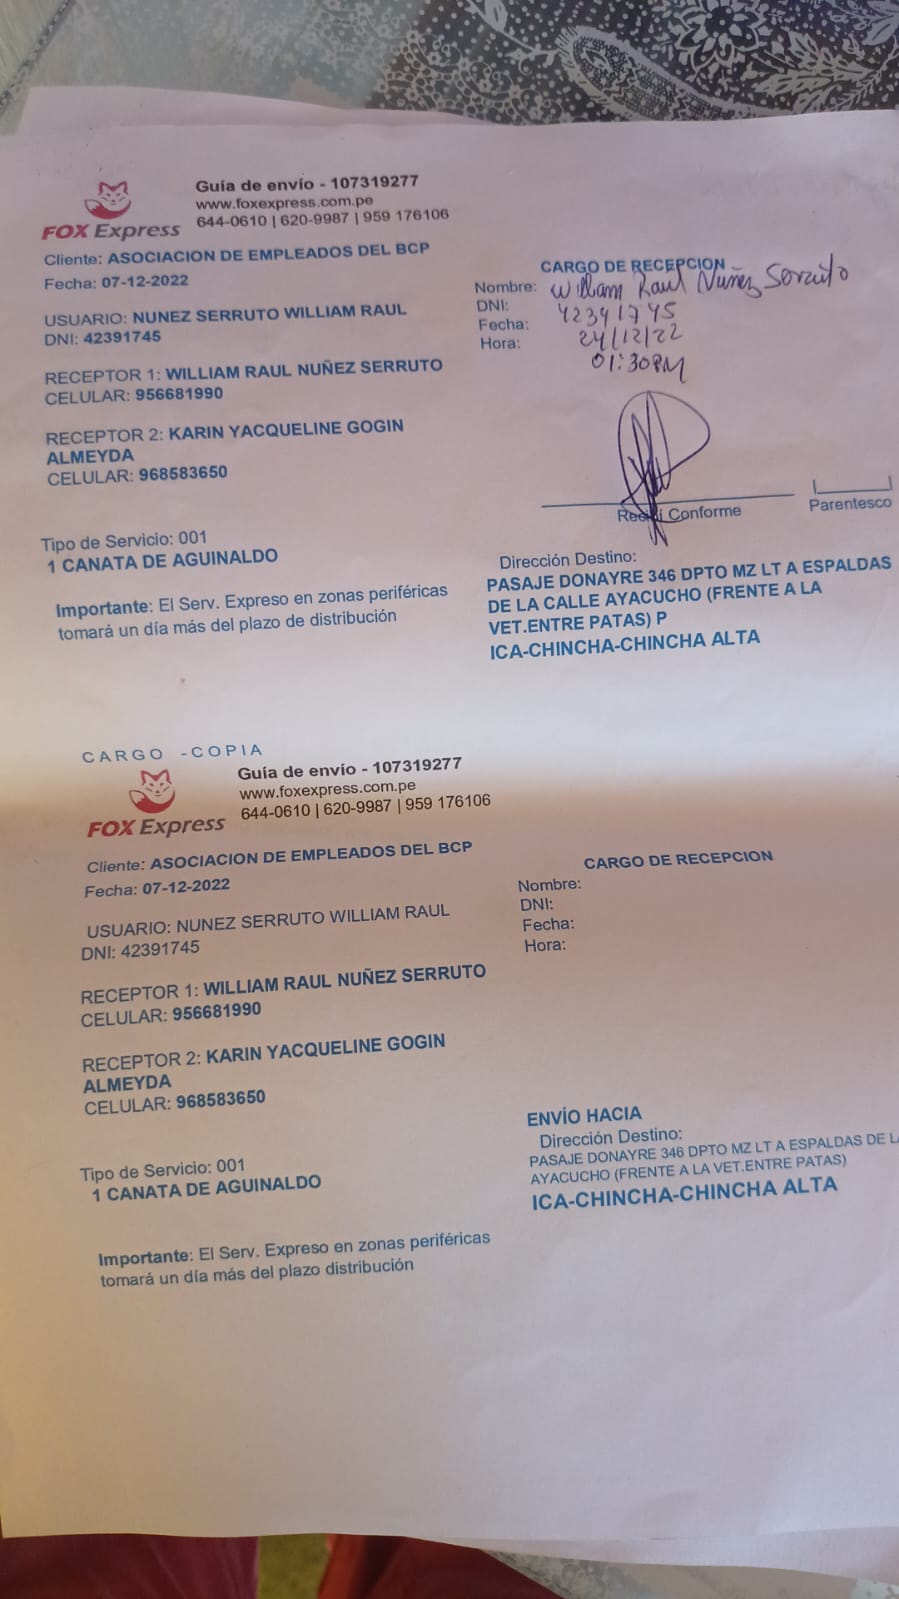 Guía de envío - 107319277
www.foxexpress.com.pe
644-0610 | 620-9987 | 959 176106
FOX Express
Cliente: ASOCIACION DE EMPLEADOS DEL BCP
Fecha: 07-12-2022
USUARIO: NUNEZ SERRUTO WILLIAM RAUL
DNI: 42391745
RECEPTOR 1: WILLIAM RAUL NUÑEZ SERRUTO
CELULAR: 956681990
RECEPTOR 2: KARIN YACQUELINE GOGIN
ALMEYDA
CELULAR: 968583650
Tipo de Servicio: 001
1 CANATA DE AGUINALDO
Importante: El Serv. Expreso en zonas periféricas
tomará un día más del plazo de distribución
CARGO DE RECEPCION
Nombre: William Raul Nuñez Serruto
DNI: 42391745
Fecha: 24/12/22
Hora: 01:30PM
Recibí Conforme
Parentesco
Dirección Destino:
PASAJE DONAYRE 346 DPTO MZ LT A ESPALDAS
DE LA CALLE AYACUCHO (FRENTE A LA
VET.ENTRE PATAS) P
ICA-CHINCHA-CHINCHA ALTA
CARGO -COPIA
Guía de envío - 107319277
www.foxexpress.com.pe
644-0610 | 620-9987 | 959 176106
FOX Express
Cliente: ASOCIACION DE EMPLEADOS DEL BCP
Fecha: 07-12-2022
USUARIO: NUNEZ SERRUTO WILLIAM RAUL
DNI: 42391745
RECEPTOR 1: WILLIAM RAUL NUÑEZ SERRUTO
CELULAR: 956681990
RECEPTOR 2: KARIN YACQUELINE GOGIN
ALMEYDA
CELULAR: 968583650
Tipo de Servicio: 001
1 CANATA DE AGUINALDO
Importante: El Serv. Expreso en zonas periféricas
tomará un día más del plazo distribución
CARGO DE RECEPCION
Nombre:
DNI:
Fecha:
Hora:
ENVÍO HACIA
Dirección Destino:
PASAJE DONAYRE 346 DPTO MZ LT A ESPALDAS DE
AYACUCHO (FRENTE A LA VET.ENTRE PATAS)
ICA-CHINCHA-CHINCHA ALTA